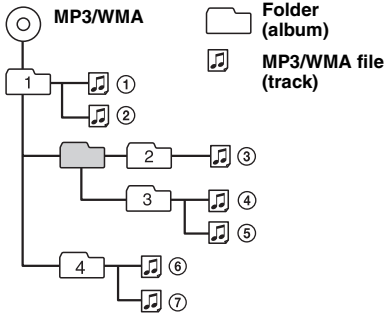 MP3/WMA
Folder
(album)
MP3/WMA file
(track)
1
①
②
2
③
3
④
⑤
4
⑥
⑦